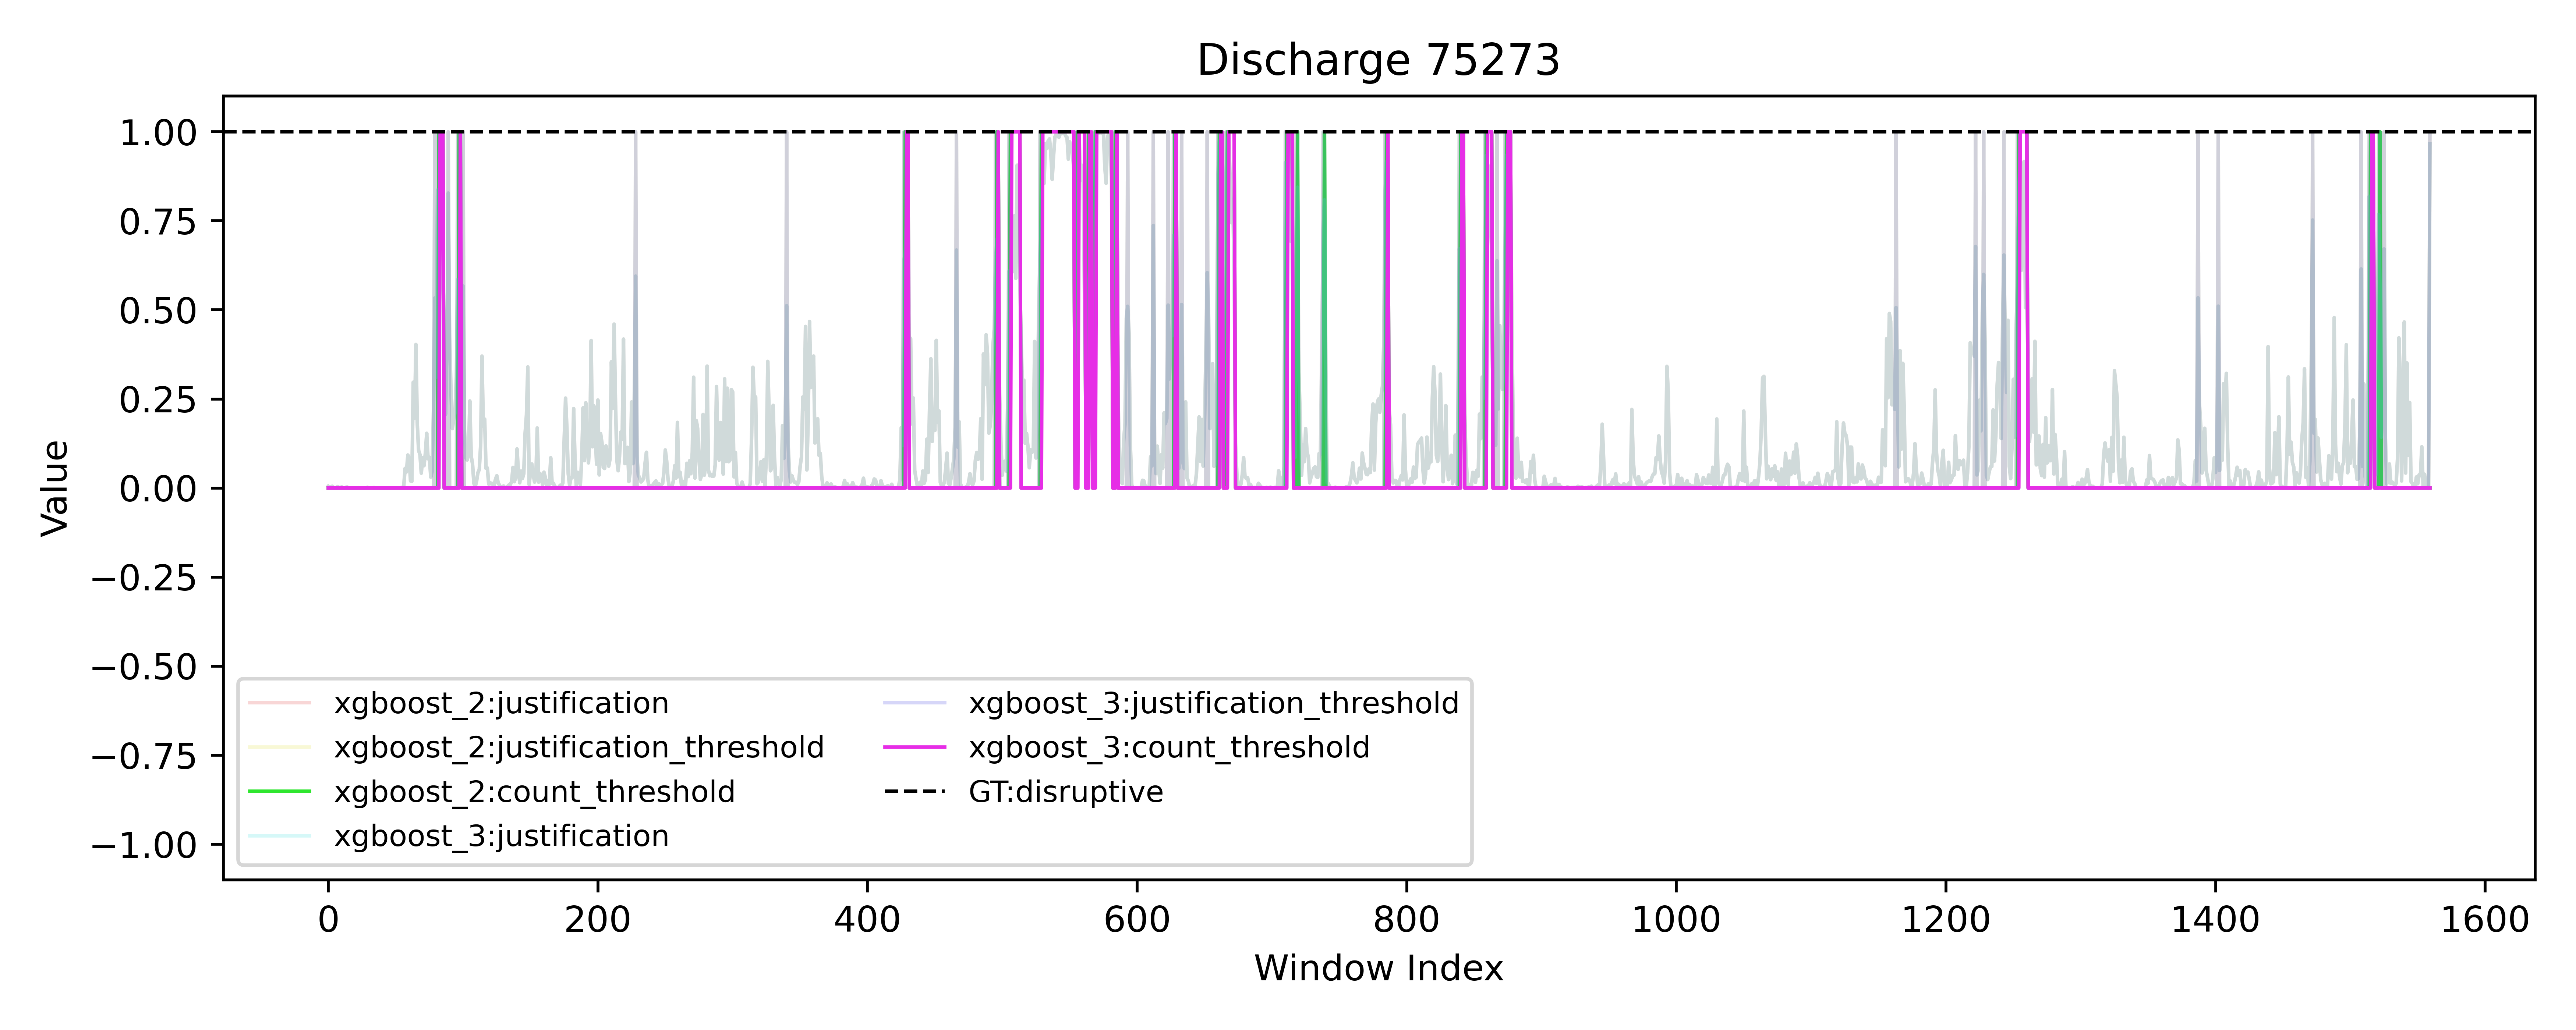 Discharge 75273
1.00
0.75
0.50
0.25
0.00
−0.25
−0.50
−0.75
−1.00
Value
xgboost_2:justification
xgboost_2:justification_threshold
xgboost_2:count_threshold
xgboost_3:justification
xgboost_3:justification_threshold
xgboost_3:count_threshold
GT:disruptive
0 200 400 600 800 1000 1200 1400 1600
Window Index